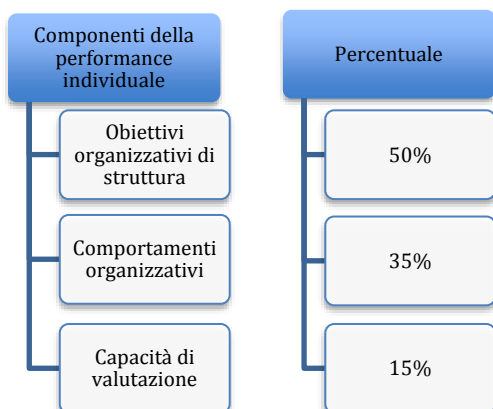 Componenti della
performance
individuale
Percentuale
Obiettivi
organizzativi di
struttura
50%
Comportamenti
organizzativi
35%
Capacità di
valutazione
15%